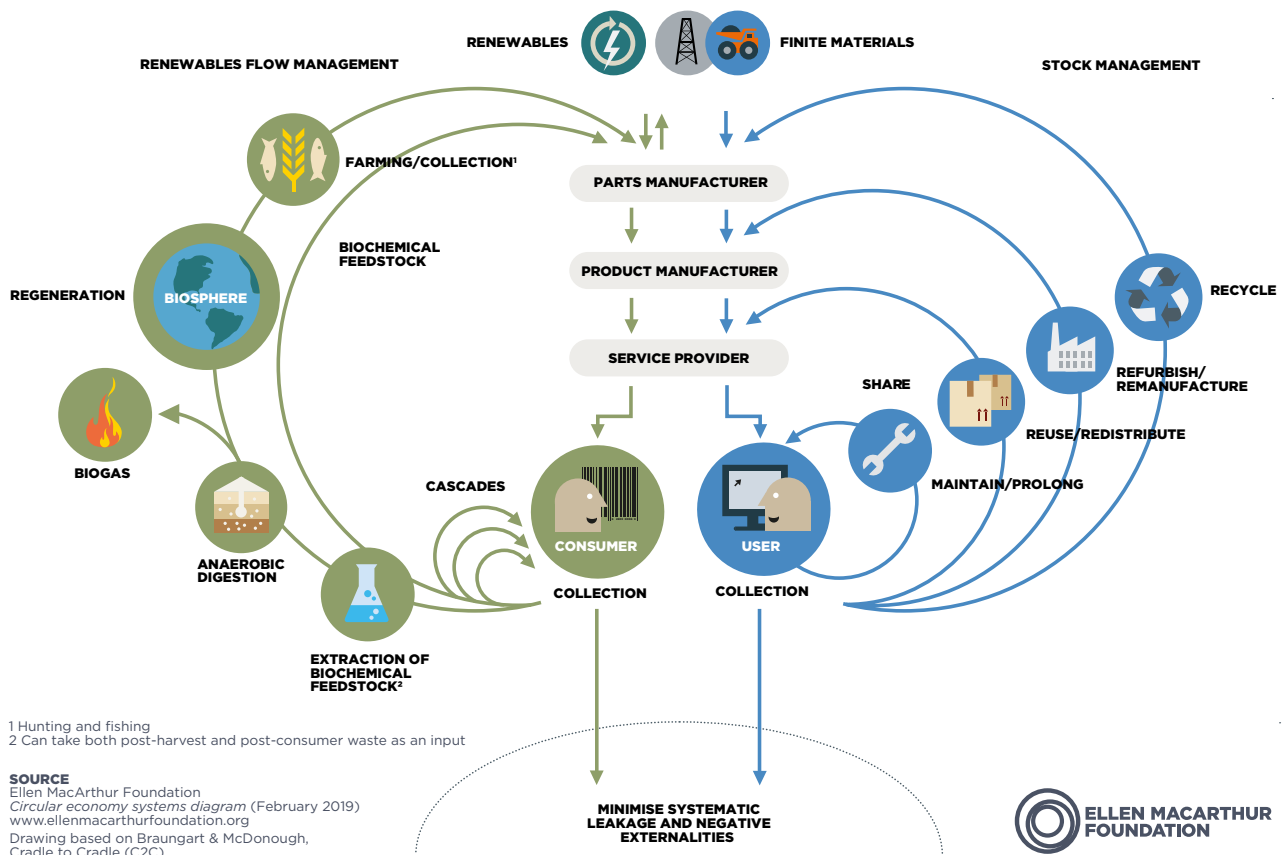 RENEWABLES
FINITE MATERIALS
RENEWABLES FLOW MANAGEMENT
STOCK MANAGEMENT
FARMING/COLLECTION¹
PARTS MANUFACTURER
BIOCHEMICAL
FEEDSTOCK
PRODUCT MANUFACTURER
REGENERATION
BIOSPHERE
RECYCLE
SERVICE PROVIDER
SHARE
REFURBISH/
REMANUFACTURE
REUSE/REDISTRIBUTE
BIOGAS
CASCADES
MAINTAIN/PROLONG
CONSUMER
USER
ANAEROBIC
DIGESTION
COLLECTION
COLLECTION
EXTRACTION OF
BIOCHEMICAL
FEEDSTOCK²
1 Hunting and fishing
2 Can take both post-harvest and post-consumer waste as an input
SOURCE
Ellen MacArthur Foundation
Circular economy systems diagram (February 2019)
www.ellenmacarthurfoundation.org
Drawing based on Braungart & McDonough,
Cradle to Cradle (C2C)
MINIMISE SYSTEMATIC
LEAKAGE AND NEGATIVE
EXTERNALITIES
ELLEN MACARTHUR
FOUNDATION